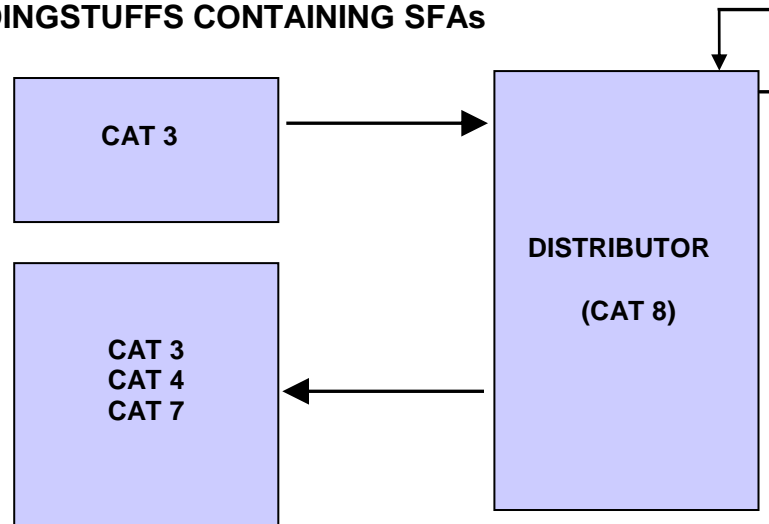 DINGSTUFFS CONTAINING SFAs
CAT 3
DISTRIBUTOR
(CAT 8)
CAT 3
CAT 4
CAT 7